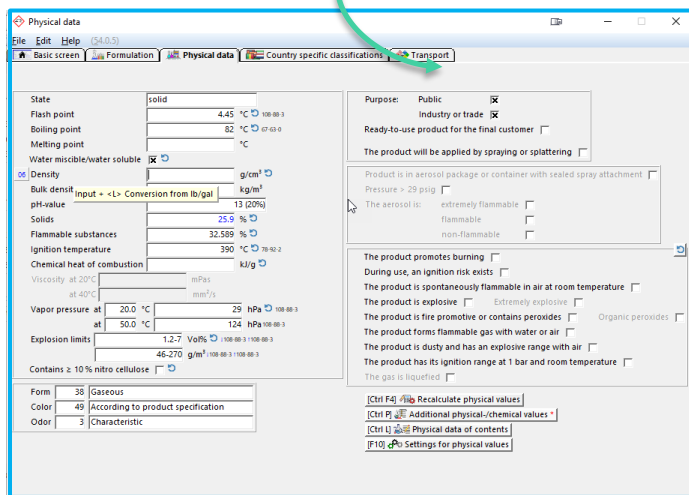 Physical data
File Edit Help (54.0.5)
Basic screen Formulation Physical data Country specific classifications Transport
State solid
Flash point 4.45 °C 108-88-3
Boiling point 82 °C 67-63-0
Melting point °C
Water miscible/water soluble
06 Density g/cm³
Bulk densit kg/m³
Input + <L> Conversion from lb/gal
pH-value 13 (20%)
Solids 25.9 %
Flammable substances 32.589 %
Ignition temperature 390 °C 78-92-2
Chemical heat of combustion kJ/g
Viscosity at 20°C mPas
at 40°C mm²/s
Vapor pressure at 20.0 °C 29 hPa 108-88-3
at 50.0 °C 124 hPa 108-88-3
Explosion limits 1.2-7 Vol% :108-88-3 !108-88-3
46-270 g/m³ :108-88-3 !108-88-3
Contains ≥ 10 % nitro cellulose
Form 38 Gaseous
Color 49 According to product specification
Odor 3 Characteristic
Purpose: Public
Industry or trade
Ready-to-use product for the final customer
The product will be applied by spraying or splattering
Product is in aerosol package or container with sealed spray attachment
Pressure > 29 psig
The aerosol is: extremely flammable
flammable
non-flammable
The product promotes burning
During use, an ignition risk exists
The product is spontaneously flammable in air at room temperature
The product is explosive Extremely explosive
The product is fire promotive or contains peroxides Organic peroxides
The product forms flammable gas with water or air
The product is dusty and has an explosive range with air
The product has its ignition range at 1 bar and room temperature
The gas is liquefied
[Ctrl F4] Recalculate physical values
[Ctrl P] Additional physical-/chemical values *
[Ctrl L] Physical data of contents
[F10] Settings for physical values